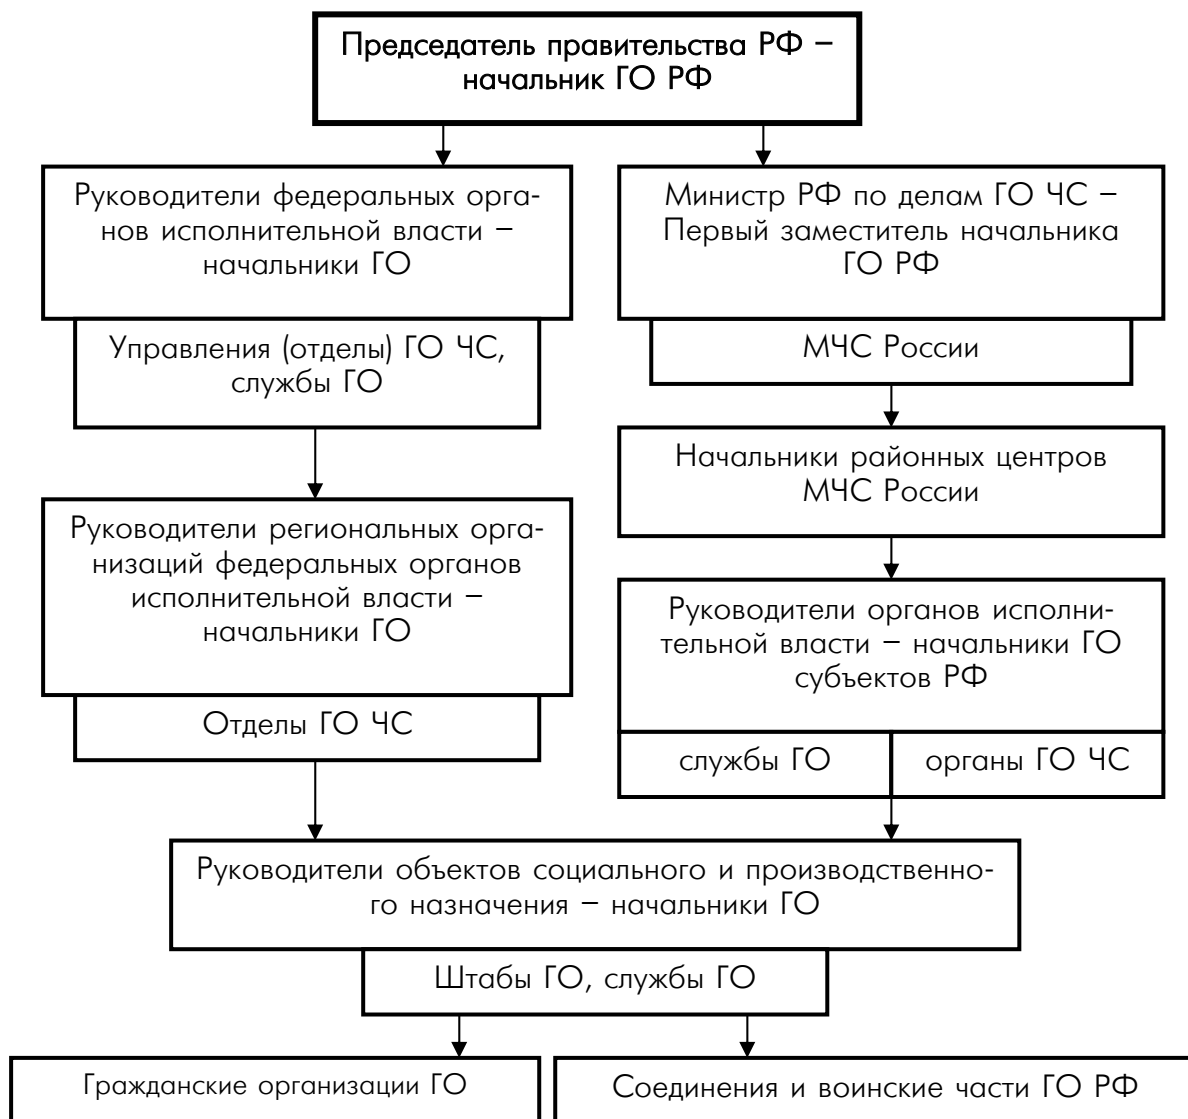 Председатель правительства РФ –
начальник ГО РФ
Руководители федеральных орга-
нов исполнительной власти –
начальники ГО
Управления (отделы) ГО ЧС,
службы ГО
Министр РФ по делам ГО ЧС –
Первый заместитель начальника
ГО РФ
МЧС России
Начальники районных центров
МЧС России
Руководители региональных орга-
низаций федеральных органов
исполнительной власти –
начальники ГО
Отделы ГО ЧС
Руководители органов исполни-
тельной власти – начальники ГО
субъектов РФ
службы ГО
органы ГО ЧС
Руководители объектов социального и производственно-
го назначения – начальники ГО
Штабы ГО, службы ГО
Гражданские организации ГО
Соединения и воинские части ГО РФ